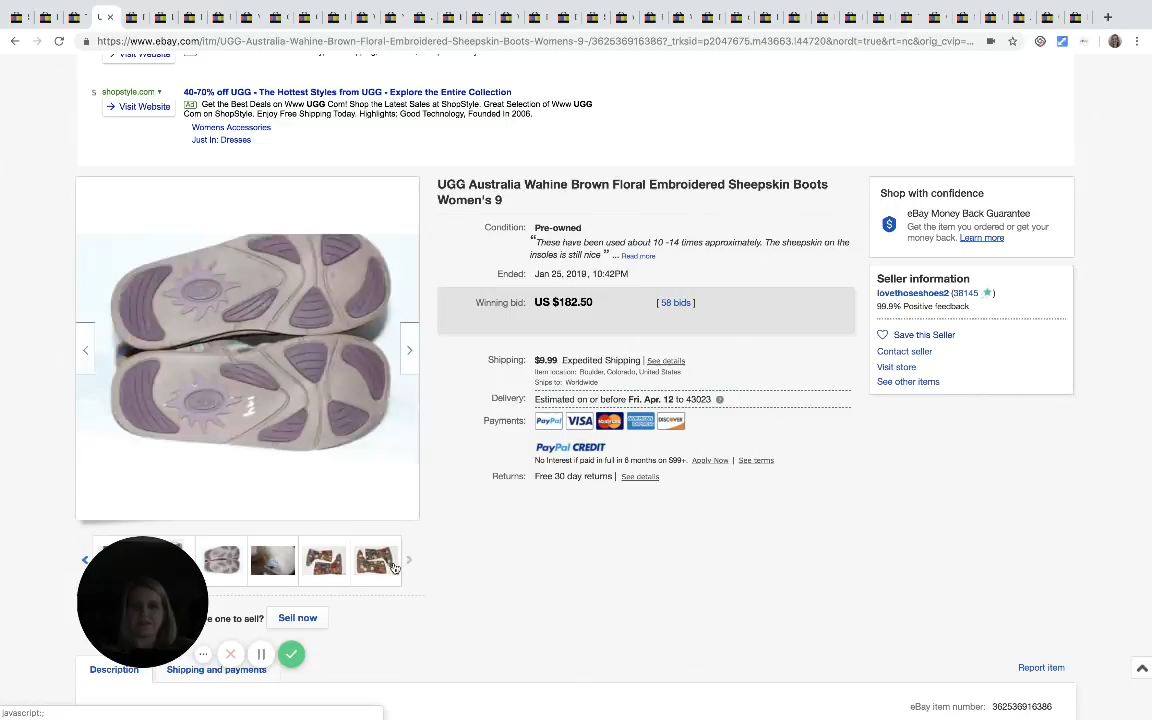 https://www.ebay.com/itm/UGG-Australia-Wahine-Brown-Floral-Embroidered-Sheepskin-Boots-Womens-9-/362536916386?_trksid=p2047675.m43663.l44720&nordt=true&rt=nc&orig_cvip=...
Visit Website
5 shopstyle.com
40-70% off UGG - The Hottest Styles from UGG - Explore the Entire Collection
Visit Website
Ad Get the Best Deals on Www UGG Com! Shop the Latest Sales at ShopStyle. Great Selection of Www UGG
Com on ShopStyle. Enjoy Free Shipping Today. Highlights: Good Technology, Founded In 2006.
Womens Accessories
Just In: Dresses
UGG Australia Wahine Brown Floral Embroidered Sheepskin Boots
Women's 9
Condition: Pre-owned
"These have been used about 10 -14 times approximately. The sheepskin on the
insoles is still nice " ... Read more
Ended: Jan 25, 2019 , 10:42PM
Winning bid: US $182.50 [ 58 bids ]
Shipping: $9.99 Expedited Shipping | See details
Item location: Boulder, Colorado, United States
Ships to: Worldwide
Delivery: Estimated on or before Fri. Apr. 12 to 43023
Payments: PayPal VISA DISCOVER
PayPal CREDIT
No Interest if paid in full in 6 months on $99+. Apply Now | See terms
Returns: Free 30 day returns | See details
Shop with confidence
eBay Money Back Guarantee
Get the item you ordered or get your
money back. Learn more
Seller information
lovethoseshoes2 (38145 )
99.9% Positive feedback
Save this Seller
Contact seller
Visit store
See other items
e one to sell? Sell now
Description
Shipping and payments
Report item
eBay item number: 362536916386
javascript:;